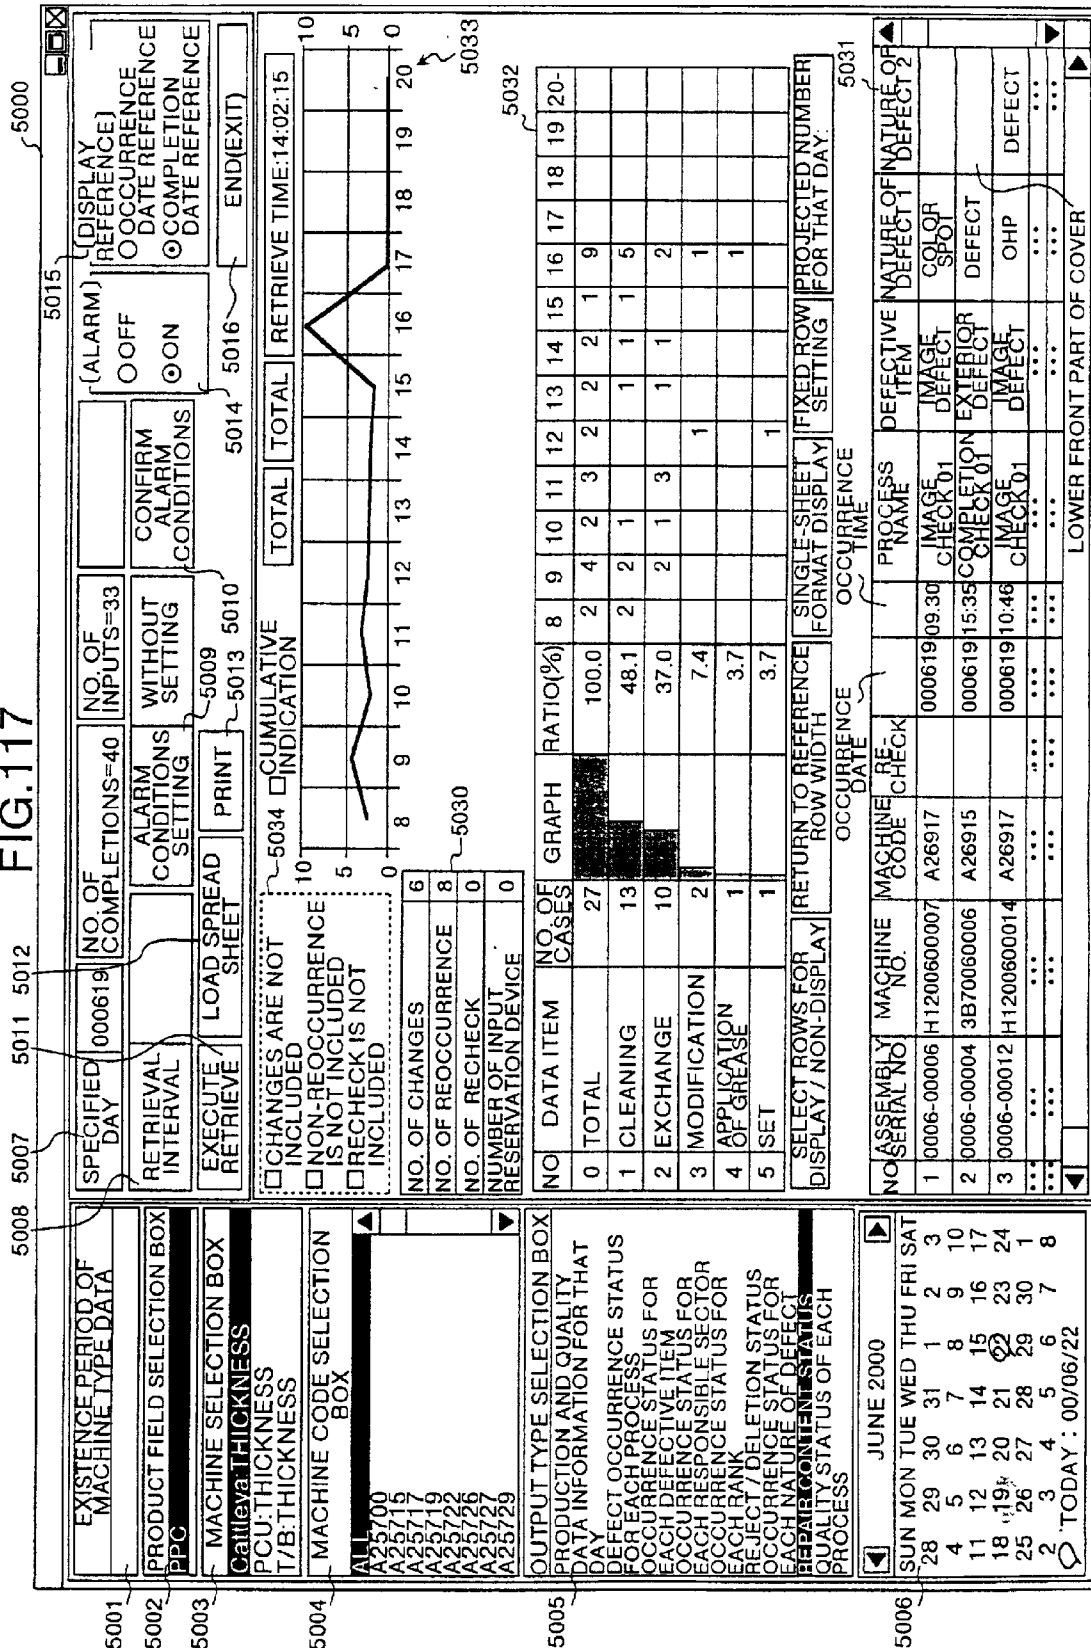 FIG.117
5000
5001
5002
5003
5004
5005
5006
5007
5008
5011
5012
5009
5013
5010
5014
5016
5015
EXISTENCE PERIOD OF
MACHINE TYPE DATA
PRODUCT FIELD SELECTION BOX
PPC
MACHINE SELECTION BOX
Cattleya THICKNESS
PCU:THICKNESS
T/B:THICKNESS
MACHINE CODE SELECTION
BOX
ALL
A25700
A25715
A25717
A25719
A25722
A25726
A25727
A25729
OUTPUT TYPE SELECTION BOX
PRODUCTION AND QUALITY
DATA INFORMATION FOR THAT
DAY
DEFECT OCCURRENCE STATUS
FOR EACH PROCESS
OCCURRENCE STATUS FOR
EACH DEFECTIVE ITEM
OCCURRENCE STATUS FOR
EACH RESPONSIBLE SECTOR
OCCURRENCE STATUS FOR
EACH RANK
REJECT / DELETION STATUS
OCCURRENCE STATUS FOR
EACH NATURE OF DEFECT
REPAIR CONTENT STATUS
QUALITY STATUS OF EACH
PROCESS
JUNE 2000
SUN MON TUE WED THU FRI SAT
28 29 30 31 1 2 3
4 5 6 7 8 9 10
11 12 13 14 15 16 17
18 19 20 21 22 23 24
25 26 27 28 29 30 1
2 3 4 5 6 7 8
TODAY : 00/06/22
SPECIFIED
DAY
000619
NO. OF
COMPLETIONS=40
NO. OF
INPUTS=33
RETRIEVAL
INTERVAL
ALARM
CONDITIONS
SETTING
WITHOUT
SETTING
CONFIRM
ALARM
CONDITIONS
EXECUTE
RETRIEVE
LOAD SPREAD
SHEET
PRINT
(ALARM)
OFF
ON
(DISPLAY
REFERENCE)
OCCURRENCE
DATE REFERENCE
COMPLETION
DATE REFERENCE
END(EXIT)
CHANGES ARE NOT
INCLUDED
NON-REOCCURRENCE
IS NOT INCLUDED
RECHECK IS NOT
INCLUDED
5034
CUMULATIVE
INDICATION
TOTAL
TOTAL
RETRIEVE TIME:14:02:15
10
5
0
8 9 10 11 12 13 14 15 16 17 18 19 20
10
5
0
5033
NO. OF CHANGES 6
NO. OF REOCCURRENCE 8
NO. OF RECHECK 0
NUMBER OF INPUT
RESERVATION DEVICE 0
5030
5032
NO DATA ITEM NO. OF CASES GRAPH RATIO(%) 8 9 10 11 12 13 14 15 16 17 18 19 20-
0 TOTAL 27 100.0 2 4 2 3 2 2 2 1 9
1 CLEANING 13 48.1 2 2 1 1 1 1 5
2 EXCHANGE 10 37.0 2 1 3 1 1 2
3 MODIFICATION 2 7.4 1 1
4 APPLICATION OF GREASE 1 3.7 1
5 SET 1 3.7 1
SELECT ROWS FOR
DISPLAY / NON-DISPLAY
RETURN TO REFERENCE
ROW WIDTH
SINGLE-SHEET
FORMAT DISPLAY
FIXED ROW
SETTING
PROJECTED NUMBER
FOR THAT DAY.
OCCURRENCE
DATE
OCCURRENCE
TIME
5031
NO ASSEMBLY SERIAL NO. MACHINE NO. MACHINE CODE RE-CHECK PROCESS NAME DEFECTIVE ITEM NATURE OF DEFECT 1 NATURE OF DEFECT 2
1 0006-00006 H120060007 A26917 000619 09.30 IMAGE CHECK 01 IMAGE DEFECT COLOR SPOT
2 0006-00004 3B70060006 A26915 000619 15:35 COMPLETION CHECK 01 EXTERIOR DEFECT DEFECT
3 0006-00012 H120060014 A26917 000619 10:46 IMAGE CHECK 01 IMAGE DEFECT OHP DEFECT
LOWER FRONT PART OF COVER